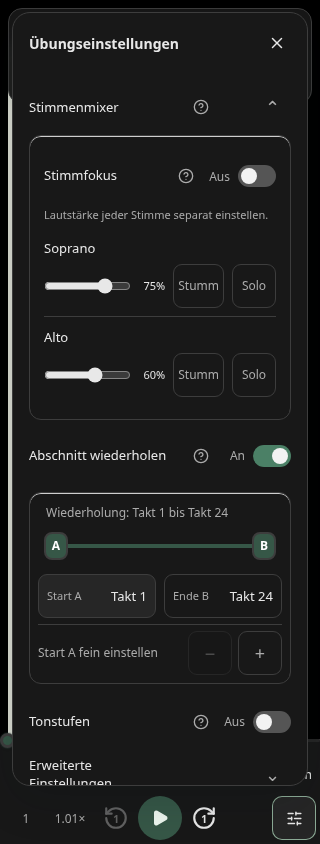 Übungseinstellungen
Stimmenmixer
Stimmfokus
Aus
Lautstärke jeder Stimme separat einstellen.
Soprano
75%
Stumm
Solo
Alto
60%
Stumm
Solo
Abschnitt wiederholen
An
Wiederholung: Takt 1 bis Takt 24
A
B
Start A
Takt 1
Ende B
Takt 24
Start A fein einstellen
Tonstufen
Aus
Erweiterte
Einstellungen
1
1.01×
1
1